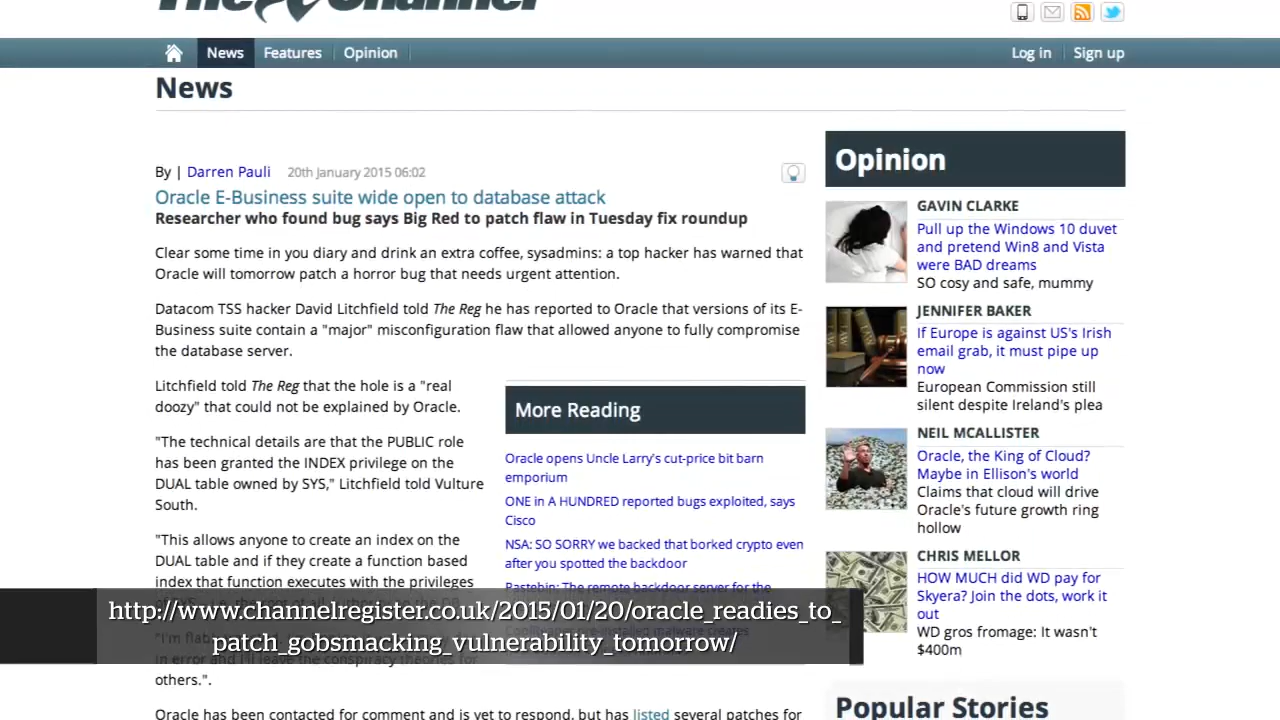 The Channel
News
Features
Opinion
Log in
Sign up
News
By | Darren Pauli 20th January 2015 06:02
Oracle E-Business suite wide open to database attack
Researcher who found bug says Big Red to patch flaw in Tuesday fix roundup
Clear some time in you diary and drink an extra coffee, sysadmins: a top hacker has warned that
Oracle will tomorrow patch a horror bug that needs urgent attention.
Datacom TSS hacker David Litchfield told The Reg he has reported to Oracle that versions of its E-
Business suite contain a "major" misconfiguration flaw that allowed anyone to fully compromise
the database server.
Litchfield told The Reg that the hole is a "real
doozy" that could not be explained by Oracle.
"The technical details are that the PUBLIC role
has been granted the INDEX privilege on the
DUAL table owned by SYS," Litchfield told Vulture
South.
"This allows anyone to create an index on the
DUAL table and if they create a function based
index that function executes with the privileges
others.".
Oracle has been contacted for comment and is yet to respond, but has listed several patches for
More Reading
Oracle opens Uncle Larry's cut-price bit barn
emporium
ONE in A HUNDRED reported bugs exploited, says
Cisco
NSA: SO SORRY we backed that borked crypto even
after you spotted the backdoor
Pastebin: The remote backdoor server for the
http://www.channelregister.co.uk/2015/01/20/oracle_readies_to_
patch_gobsmacking_vulnerability_tomorrow/
Opinion
GAVIN CLARKE
Pull up the Windows 10 duvet
and pretend Win8 and Vista
were BAD dreams
SO cosy and safe, mummy
JENNIFER BAKER
If Europe is against US's Irish
email grab, it must pipe up
now
European Commission still
silent despite Ireland's plea
NEIL MCALLISTER
Oracle, the King of Cloud?
Maybe in Ellison's world
Claims that cloud will drive
Oracle's future growth ring
hollow
CHRIS MELLOR
HOW MUCH did WD pay for
Skyera? Join the dots, work it
out
WD gros fromage: It wasn't
$400m
Popular Stories